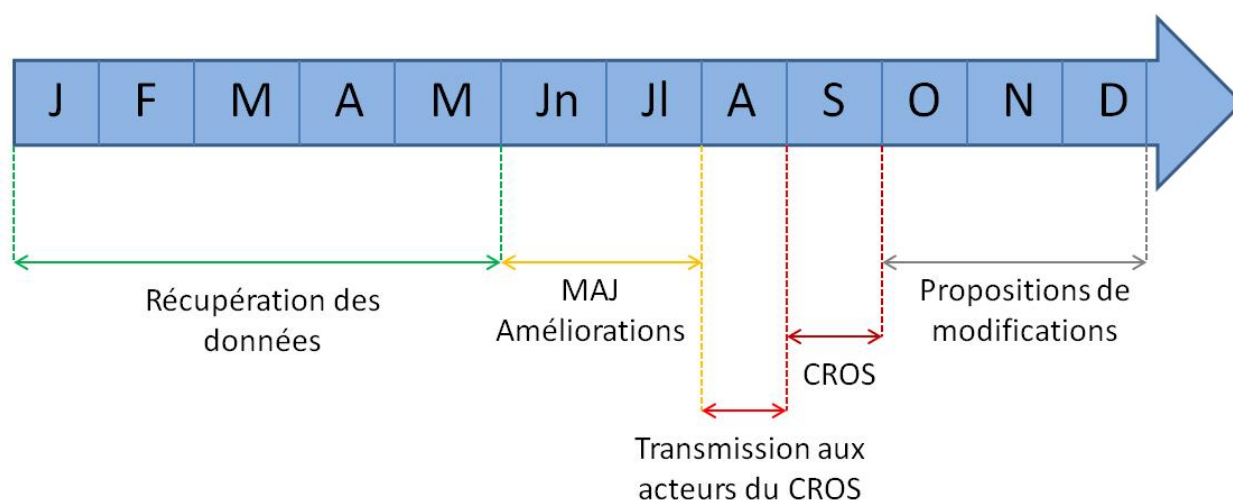 J F M A M Jn Jl A S O N D
Récupération des
données
MAJ
Améliorations
Propositions de
modifications
CROS
Transmission aux
acteurs du CROS